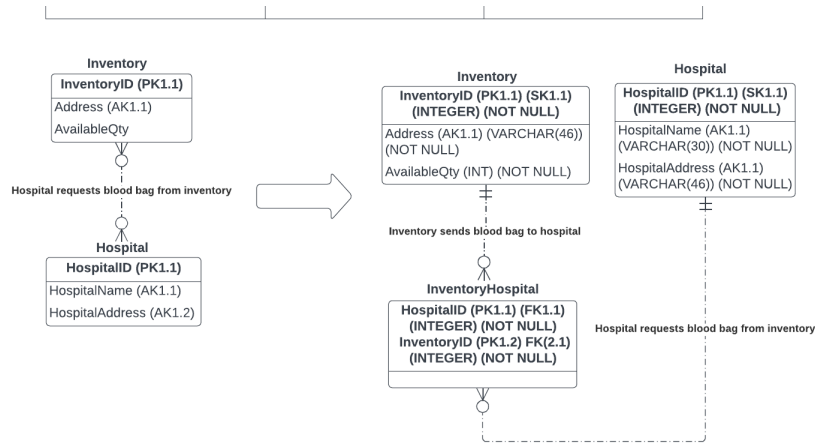 Inventory
InventoryID (PK1.1)
Address (AK1.1)
AvailableQty
Hospital requests blood bag from inventory
Hospital
HospitalID (PK1.1)
HospitalName (AK1.1)
HospitalAddress (AK1.2)
Inventory
InventoryID (PK1.1) (SK1.1)
(INTEGER) (NOT NULL)
Address (AK1.1) (VARCHAR(46))
(NOT NULL)
AvailableQty (INT) (NOT NULL)
Inventory sends blood bag to hospital
InventoryHospital
HospitalID (PK1.1) (FK1.1)
(INTEGER) (NOT NULL)
InventoryID (PK1.2) FK(2.1)
(INTEGER) (NOT NULL)
Hospital
HospitalID (PK1.1) (SK1.1)
(INTEGER) (NOT NULL)
HospitalName (AK1.1)
(VARCHAR(30)) (NOT NULL)
HospitalAddress (AK1.1)
(VARCHAR(46)) (NOT NULL)
Hospital requests blood bag from inventory